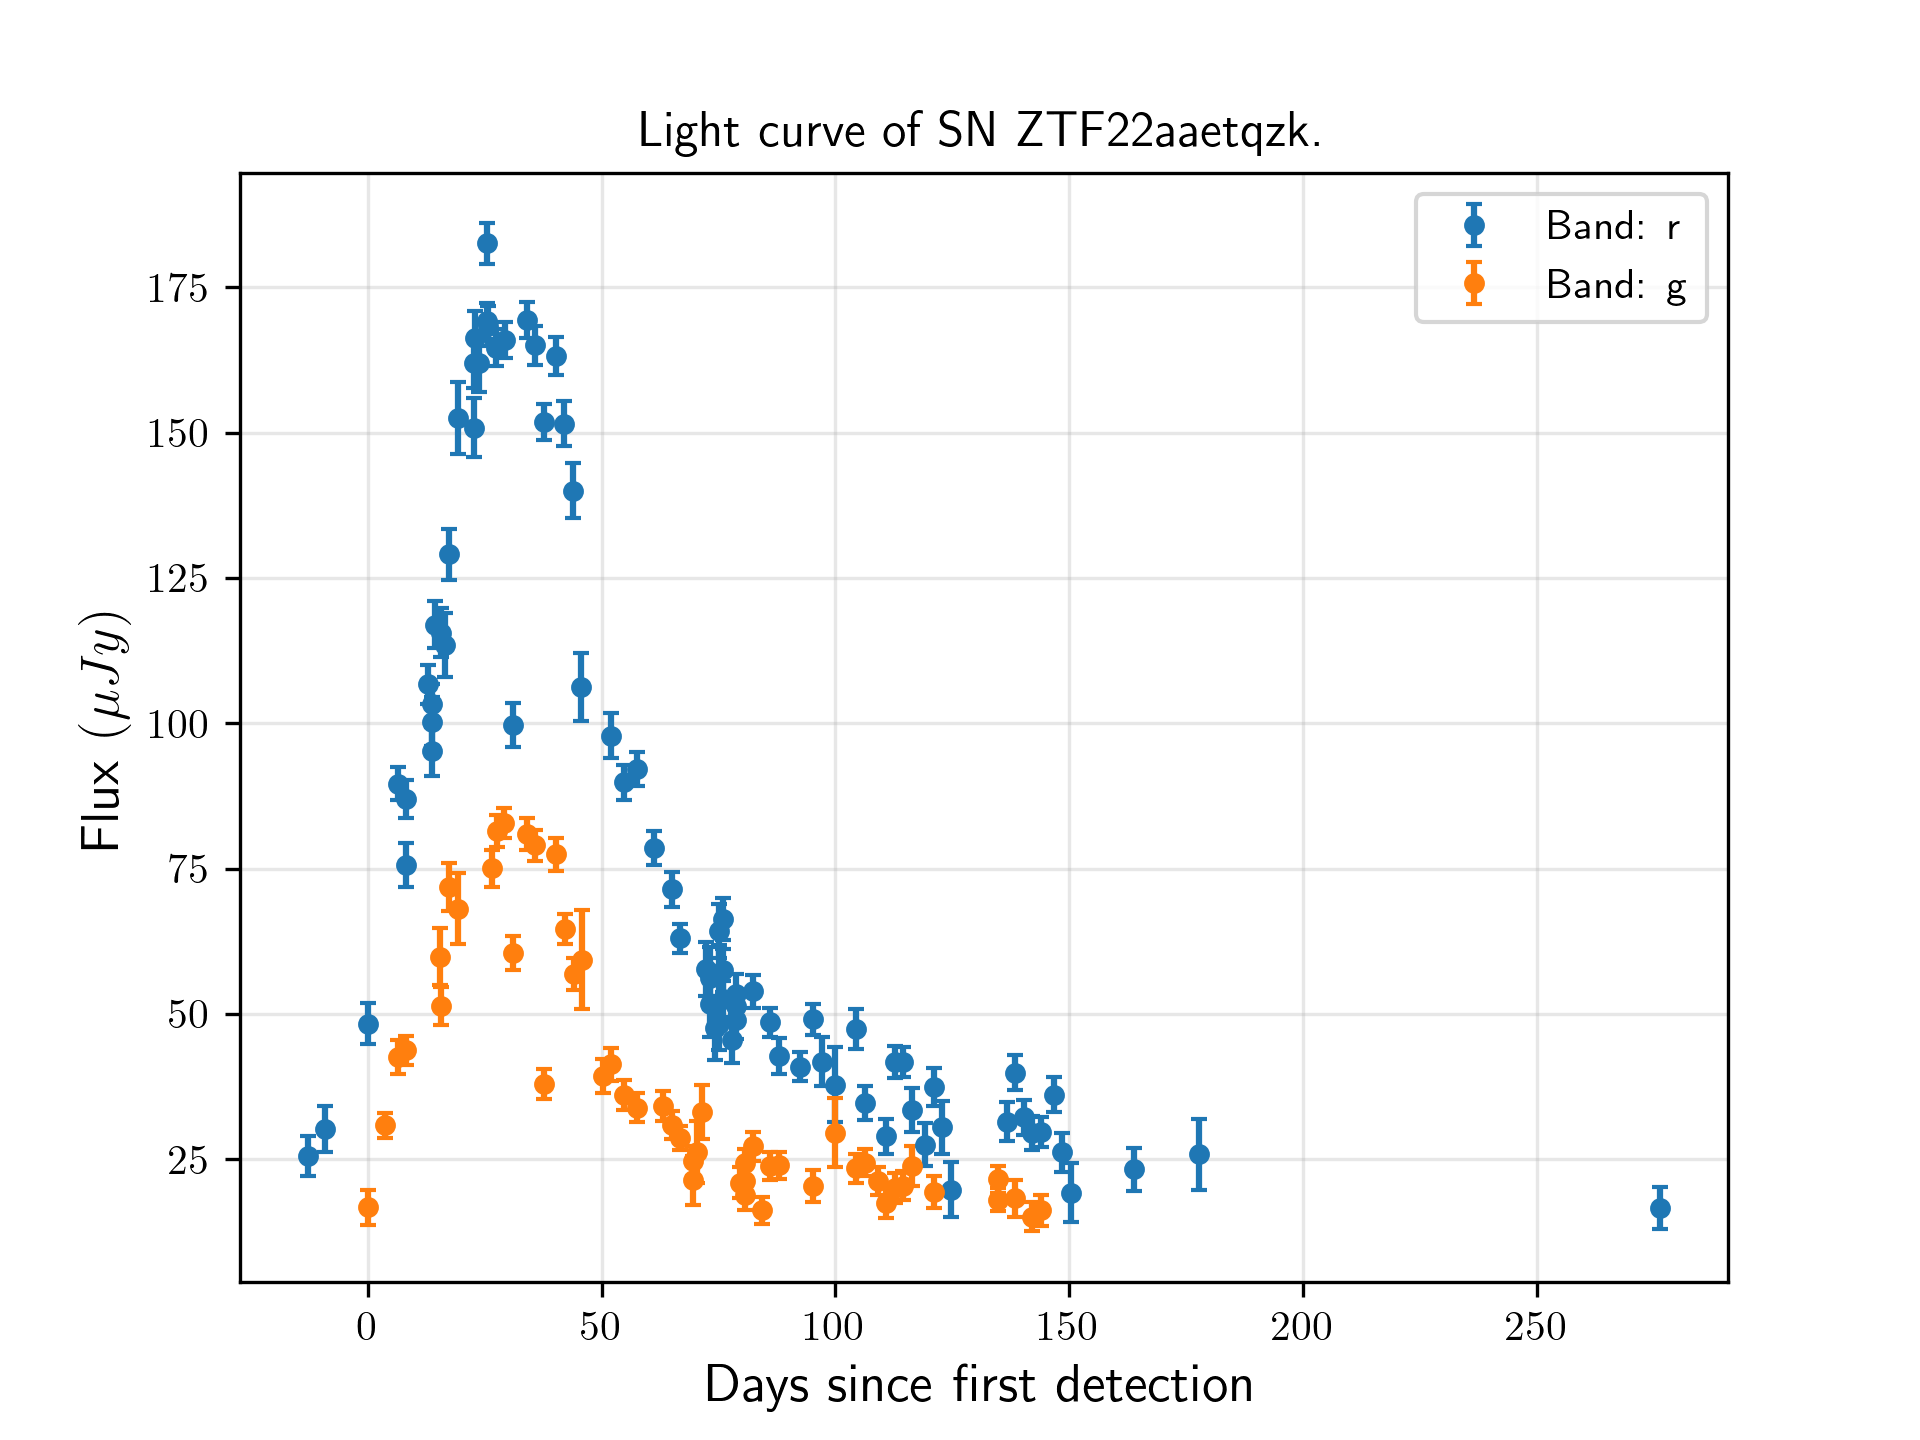 Light curve of SN ZTF22aaetqzk.
Band: r
Band: g
175
150
125
100
75
50
25
Flux (μJy)
0 50 100 150 200 250
Days since first detection